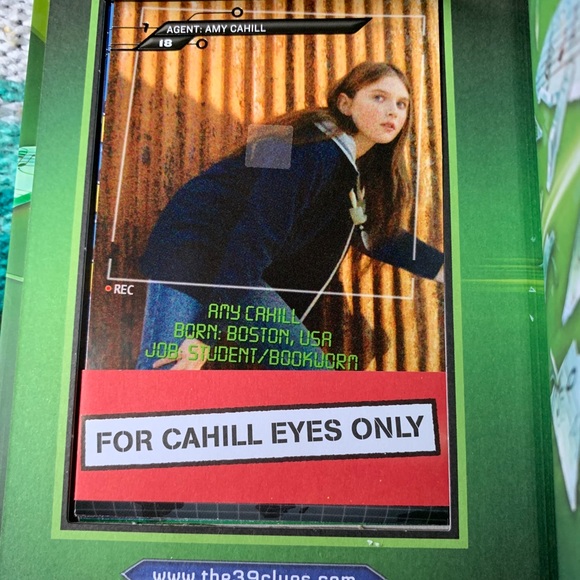 AGENT: AMY CAHILL
18
REC
AMY CAHILL
BORN: BOSTON, USA
JOB: STUDENT/BOOKWORM
FOR CAHILL EYES ONLY
www.the39clues.com